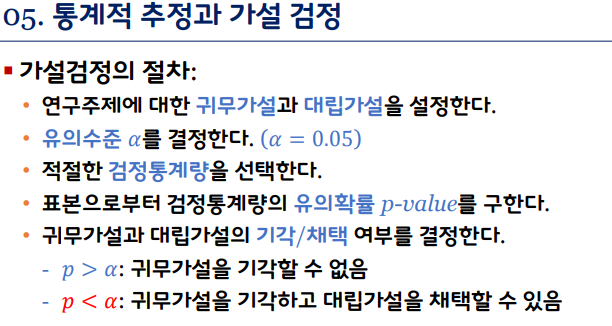 05. 통계적 추정과 가설 검정
▪ 가설검정의 절차:
• 연구주제에 대한 귀무가설과 대립가설을 설정한다.
• 유의수준 α를 결정한다. (α = 0.05)
• 적절한 검정통계량을 선택한다.
• 표본으로부터 검정통계량의 유의확률 p-value를 구한다.
• 귀무가설과 대립가설의 기각/채택 여부를 결정한다.
- p > α: 귀무가설을 기각할 수 없음
- p < α: 귀무가설을 기각하고 대립가설을 채택할 수 있음